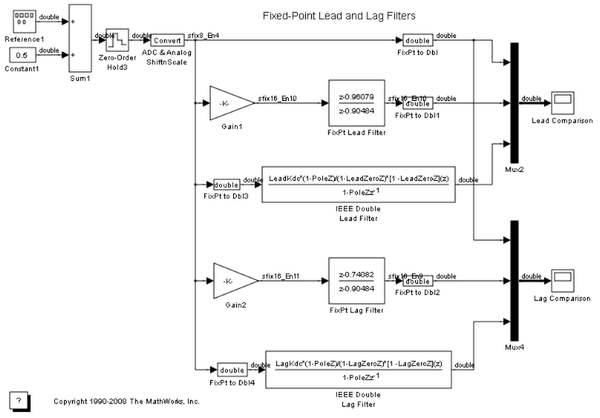 Fixed-Point Lead and Lag Filters
double
Reference1
0.5
double
Constant1
+
+
Sum1
double
Zero-Order
Hold3
double
Convert
ADC & Analog
ShiftnScale
sfix8_En4
double
FixPt to Dbl
double
-K-
Gain1
sfix16_En10
z-0.96079
z-0.90484
FixPt Lead Filter
sfix16_En10
double
FixPt to Dbl1
double
Mux2
double
Lead Comparison
double
FixPt to Dbl3
double
LeadKdc*(1-PoleZ)/(1-LeadZeroZ)*[1 -LeadZeroZ](z)
1-PoleZz-1
IEEE Double
Lead Filter
double
-K-
Gain2
sfix16_En11
z-0.74082
z-0.90484
FixPt Lag Filter
sfix16_En9
double
FixPt to Dbl2
double
Mux4
double
Lag Comparison
double
FixPt to Dbl4
double
LagKdc*(1-PoleZ)/(1-LagZeroZ)*[1 -LagZeroZ](z)
1-PoleZz-1
IEEE Double
Lag Filter
double
?
Copyright 1990-2008 The MathWorks, Inc.